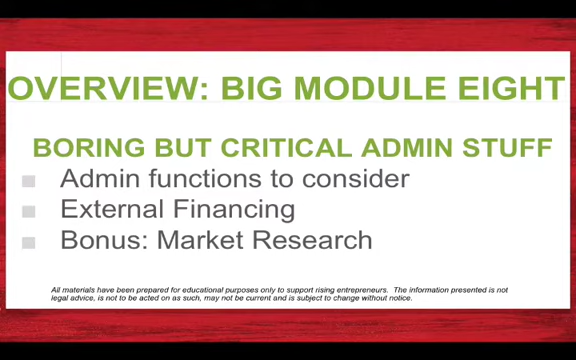 OVERVIEW: BIG MODULE EIGHT
BORING BUT CRITICAL ADMIN STUFF
Admin functions to consider
External Financing
Bonus: Market Research
All materials have been prepared for educational purposes only to support rising entrepreneurs. The information presented is not
legal advice, is not to be acted on as such, may not be current and is subject to change without notice.